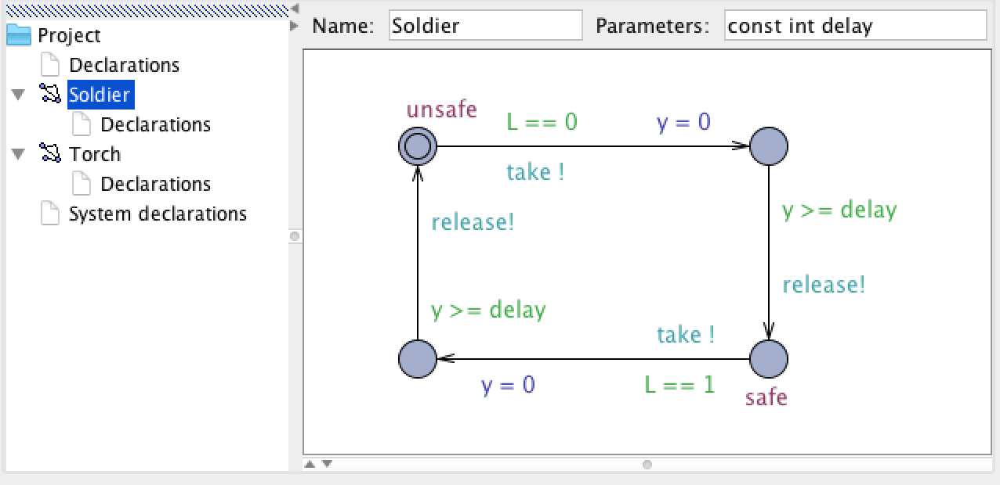 Project
Declarations
Soldier
Declarations
Torch
Declarations
System declarations
Name: Soldier Parameters: const int delay
unsafe
L == 0 y = 0
take !
y >= delay
release!
release!
y >= delay
take !
y = 0 L == 1
safe